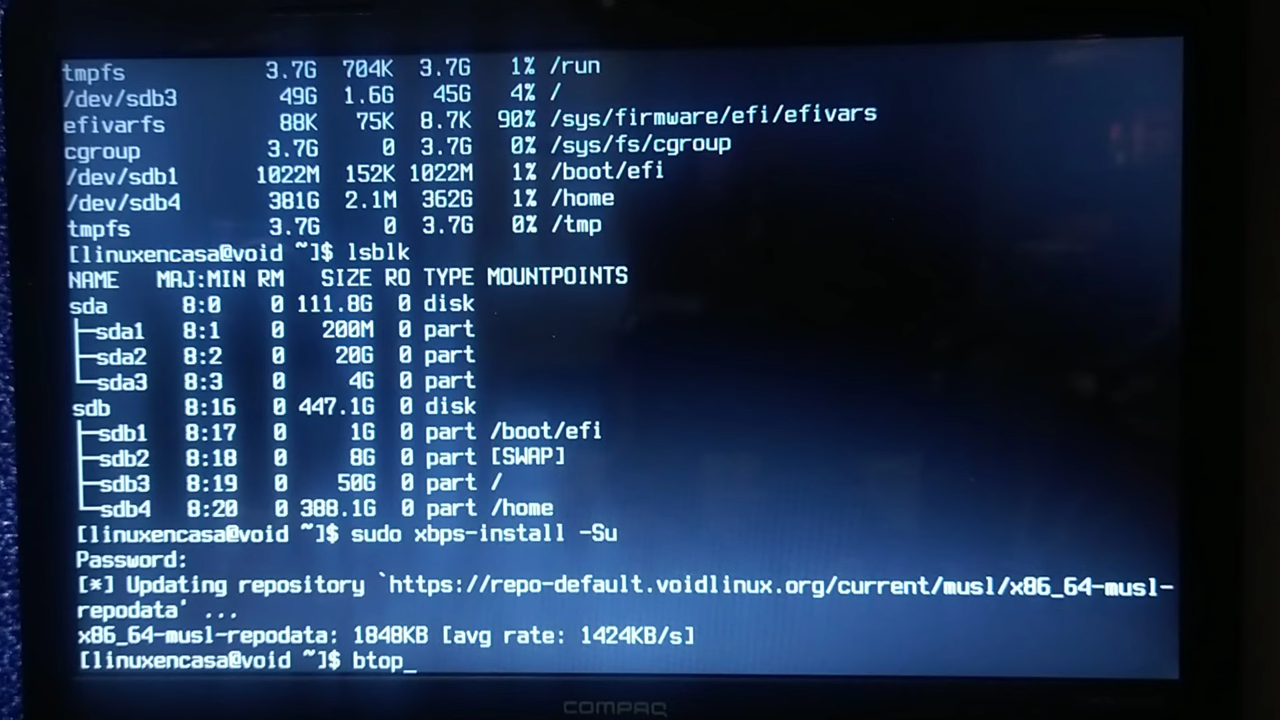 tmpfs 3.7G 704K 3.7G 1% /run
/dev/sdb3 49G 1.6G 45G 4% /
efivarfs 88K 75K 8.7K 90% /sys/firmware/efi/efivars
cgroup 3.7G 0 3.7G 0% /sys/fs/cgroup
/dev/sdb1 1022M 152K 1022M 1% /boot/efi
/dev/sdb4 381G 2.1M 362G 1% /home
tmpfs 3.7G 0 3.7G 0% /tmp
[linuxencasa@void ~]$ lsblk
NAME MAJ:MIN RM SIZE RO TYPE MOUNTPOINTS
sda 8:0 0 111.8G 0 disk
├─sda1 8:1 0 200M 0 part
├─sda2 8:2 0 20G 0 part
└─sda3 8:3 0 4G 0 part
sdb 8:16 0 447.1G 0 disk
├─sdb1 8:17 0 1G 0 part /boot/efi
├─sdb2 8:18 0 8G 0 part [SWAP]
├─sdb3 8:19 0 50G 0 part /
└─sdb4 8:20 0 388.1G 0 part /home
[linuxencasa@void ~]$ sudo xbps-install -Su
Password:
[*] Updating repository `https://repo-default.voidlinux.org/current/musl/x86_64-musl-
repodata' ...
x86_64-musl-repodata: 1848KB [avg rate: 1424KB/s]
[linuxencasa@void ~]$ btop_
COMPAQ